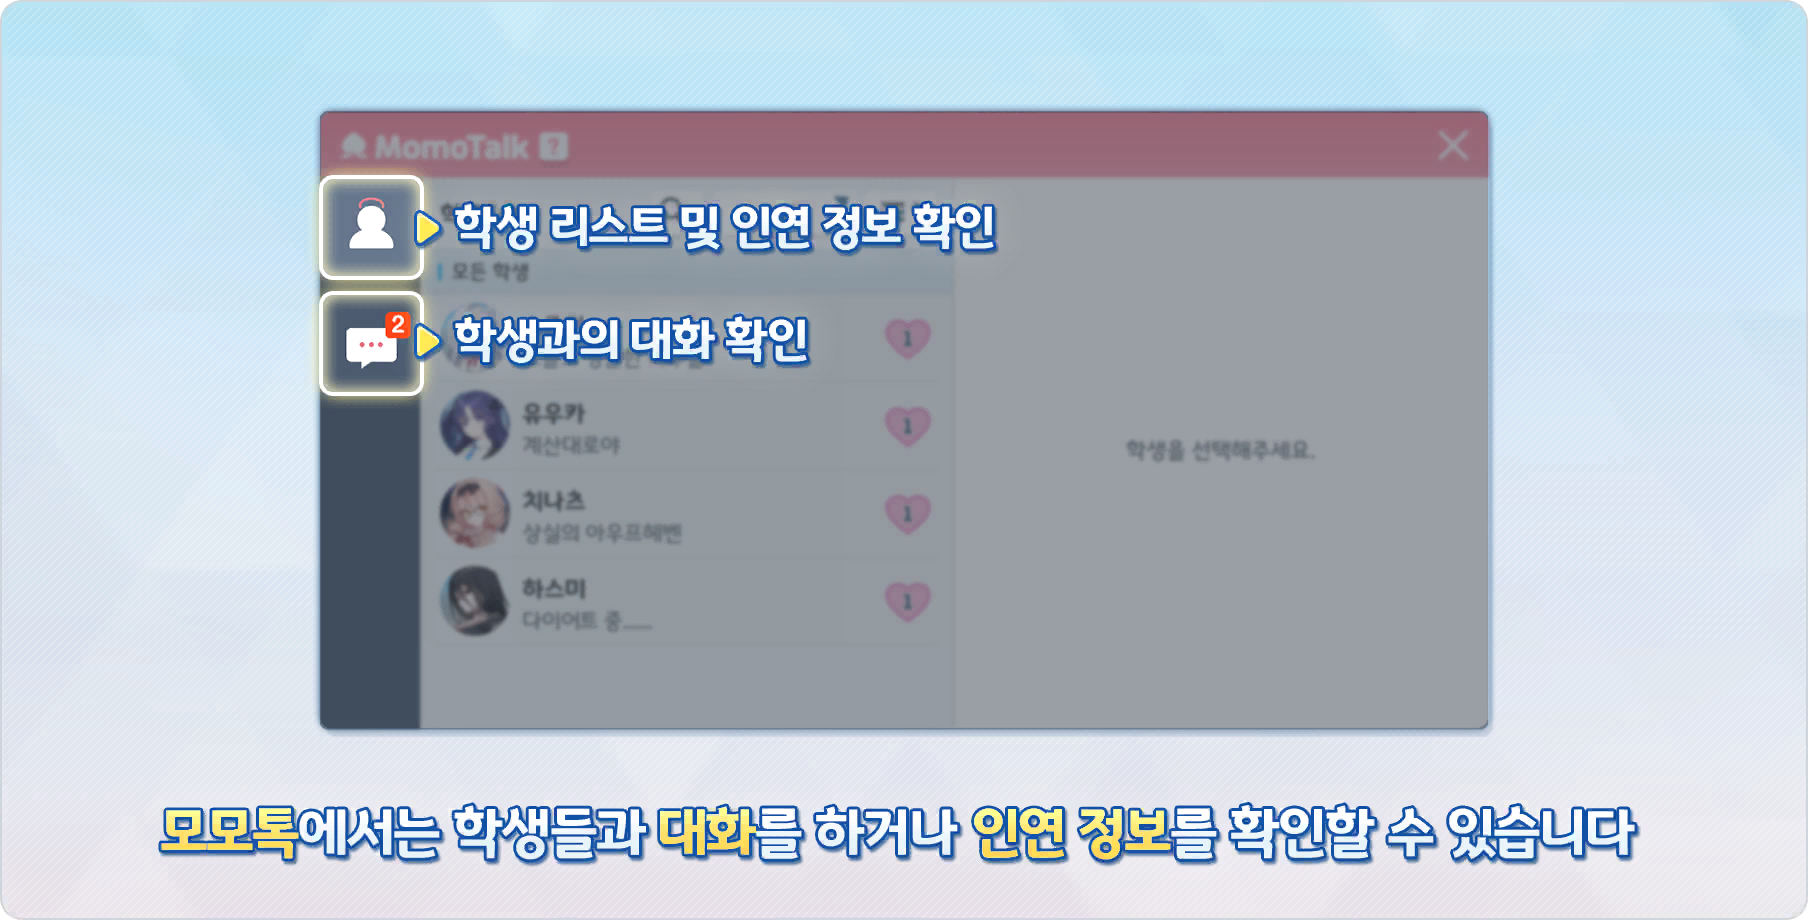 MomoTalk ?
학생 리스트 및 인연 정보 확인
모든 학생
2
학생과의 대화 확인
1
유우카
계산대로야
1
학생을 선택해주세요.
치나츠
상실의 아우프헤벤
1
하스미
다이어트 중......
1
모모톡에서는 학생들과 대화를 하거나 인연 정보를 확인할 수 있습니다